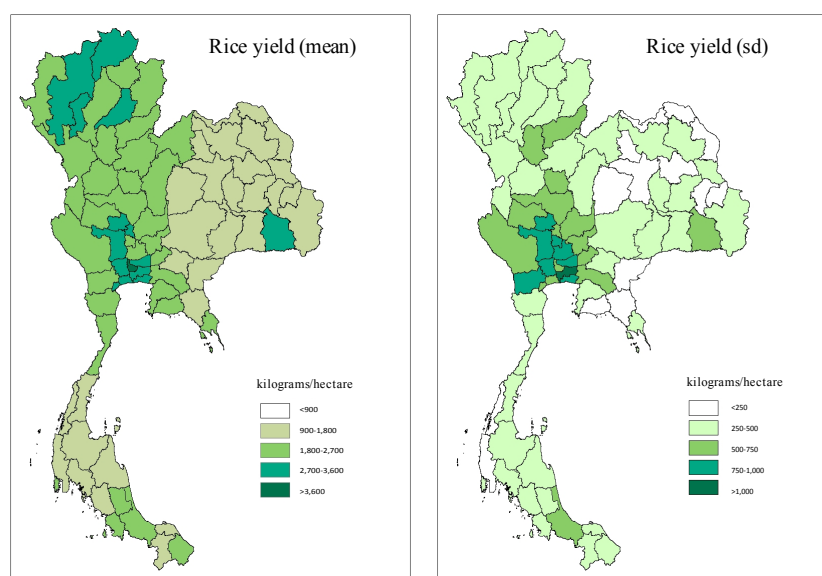 Rice yield (mean)
kilograms/hectare
<900
900-1,800
1,800-2,700
2,700-3,600
>3,600
Rice yield (sd)
kilograms/hectare
<250
250-500
500-750
750-1,000
>1,000